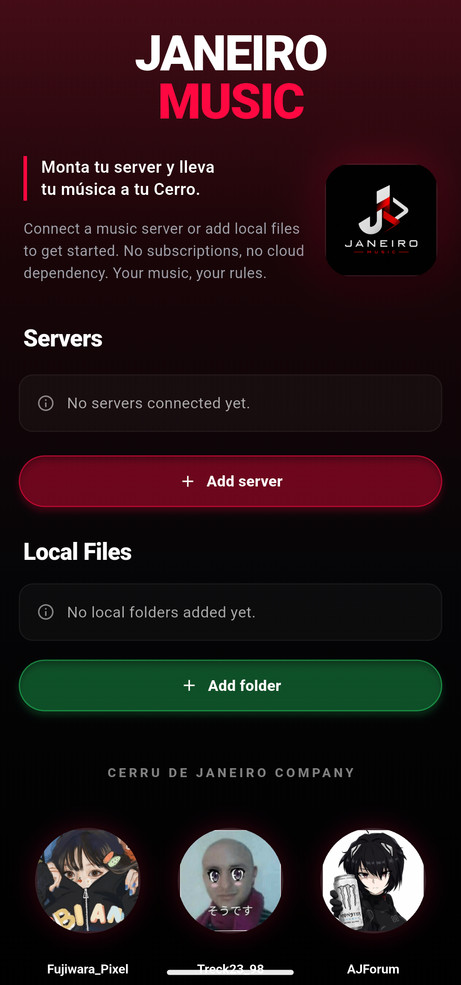 JANEIRO
MUSIC
Monta tu server y lleva
tu música a tu Cerro.
Connect a music server or add local files
to get started. No subscriptions, no cloud
dependency. Your music, your rules.
JANEIRO
MUSIC
Servers
No servers connected yet.
+ Add server
Local Files
No local folders added yet.
+ Add folder
CERRU DE JANEIRO COMPANY
BIAN
そうです
MONSTER
Fujiwara_Pixel
Treck23_98
AJForum